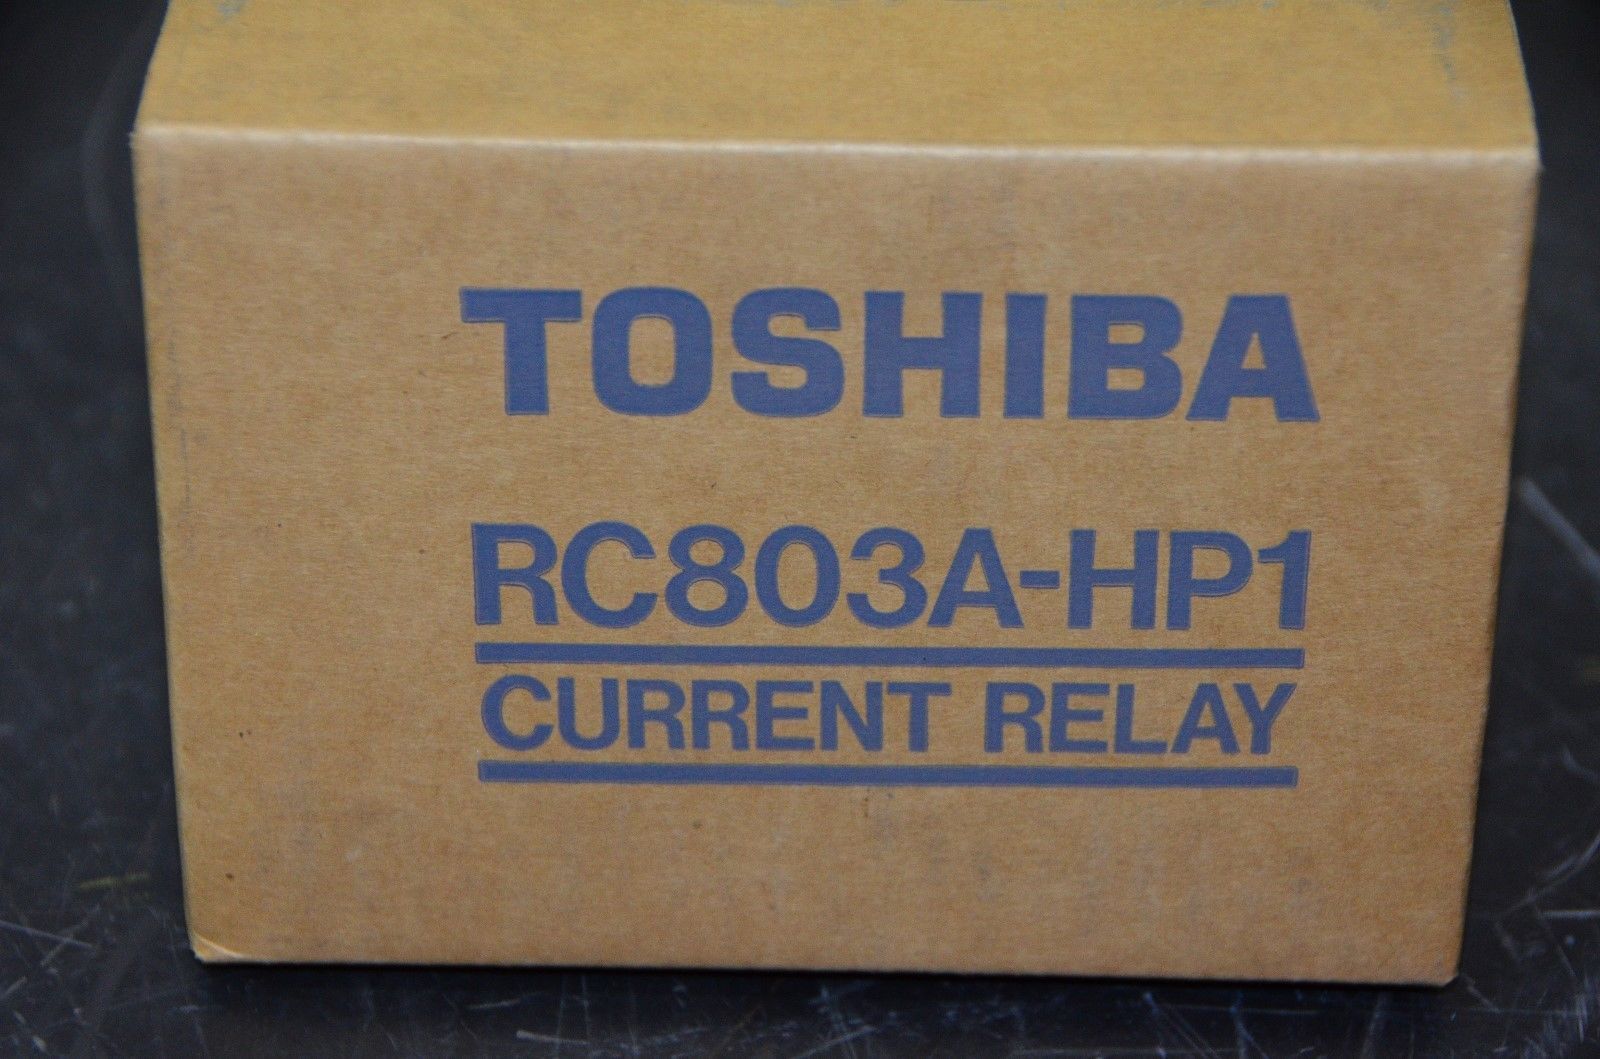 TOSHIBA
RC803A-HP1
CURRENT RELAY